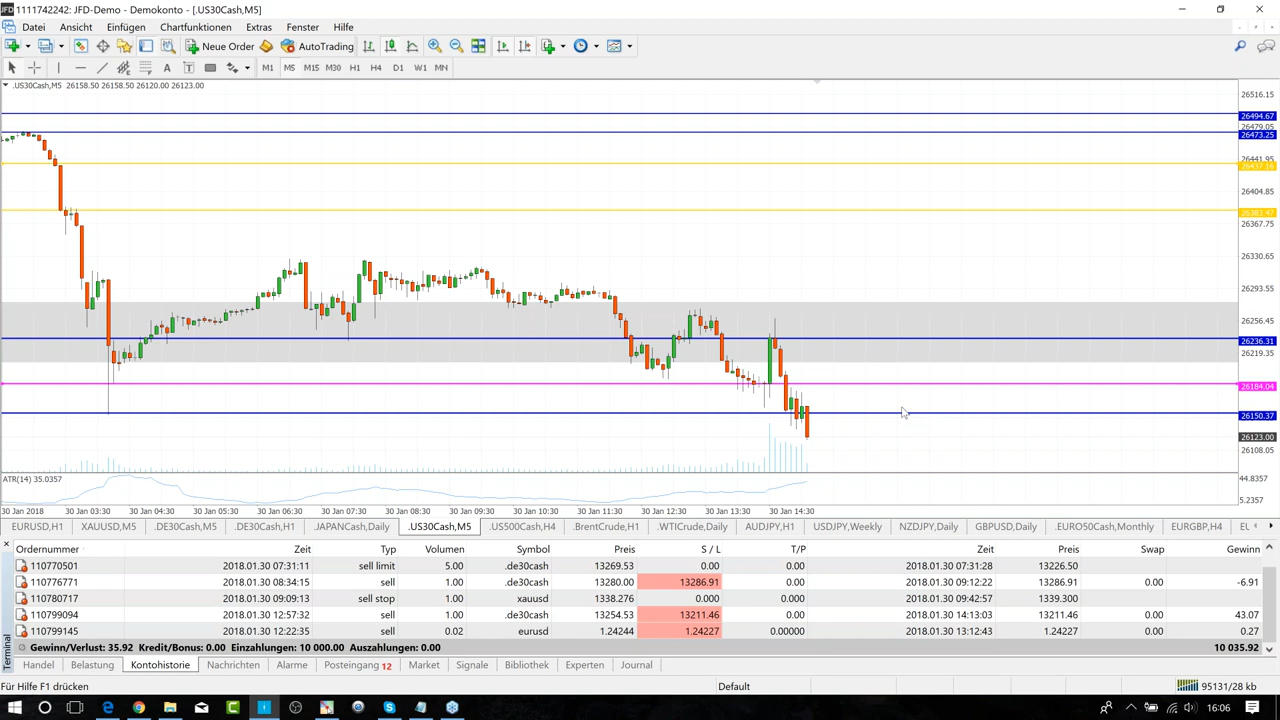 1111742242: JFD-Demo - Demokonto - [.US30Cash,M5]
Datei Ansicht Einfügen Chartfunktionen Extras Fenster Hilfe
New Order AutoTrading
M1 M5 M15 M30 H1 H4 D1 W1 MN
.US30Cash,M5 26158.50 26158.50 26120.00 26123.00
26516.15
26494.67
26479.05
26473.25
26441.95
26437.16
26404.85
26383.47
26367.75
26330.65
26293.55
26256.45
26236.31
26219.35
26184.04
26150.37
26123.00
26108.05
ATR(14) 35.0357
44.8357
5.2357
30 Jan 2018 30 Jan 03:30 30 Jan 04:30 30 Jan 05:30 30 Jan 06:30 30 Jan 07:30 30 Jan 08:30 30 Jan 09:30 30 Jan 10:30 30 Jan 11:30 30 Jan 12:30 30 Jan 13:30 30 Jan 14:30
EURUSD,H1 XAUUSD,M5 .DE30Cash,M5 .DE30Cash,H1 .JAPANCash,Daily .US30Cash,M5 .US500Cash,H4 .BrentCrude,H1 .WTICrude,Daily AUDJPY,H1 USDJPY,Weekly NZDJPY,Daily GBPUSD,Daily .EURO50Cash,Monthly EURGBP,H4 EU
Ordernummer Zeit Typ Volumen Symbol Preis S / L T/P Zeit Preis Swap Gewinn
110770501 2018.01.30 07:31:11 sell limit 5.00 .de30cash 13269.53 0.00 0.00 2018.01.30 07:31:28 13226.50
110776771 2018.01.30 08:34:15 sell 1.00 .de30cash 13280.00 13286.91 0.00 2018.01.30 09:12:22 13286.91 0.00 -6.91
110780717 2018.01.30 09:09:13 sell stop 1.00 xauusd 1338.276 0.000 0.000 2018.01.30 09:42:57 1339.300
110799094 2018.01.30 12:57:32 sell 1.00 .de30cash 13254.53 13211.46 0.00 2018.01.30 14:13:03 13211.46 0.00 43.07
110799145 2018.01.30 12:22:35 sell 0.02 eurusd 1.24244 1.24227 0.00000 2018.01.30 13:12:43 1.24227 0.00 0.27
Gewinn/Verlust: 35.92 Kredit/Bonus: 0.00 Einzahlungen: 10 000.00 Auszahlungen: 0.00 10 035.92
Terminal
Handel Belastung Kontohistorie Nachrichten Alarme Posteingang 12 Market Signale Bibliothek Experten Journal
Für Hilfe F1 drücken Default 95131/28 kb
16:06